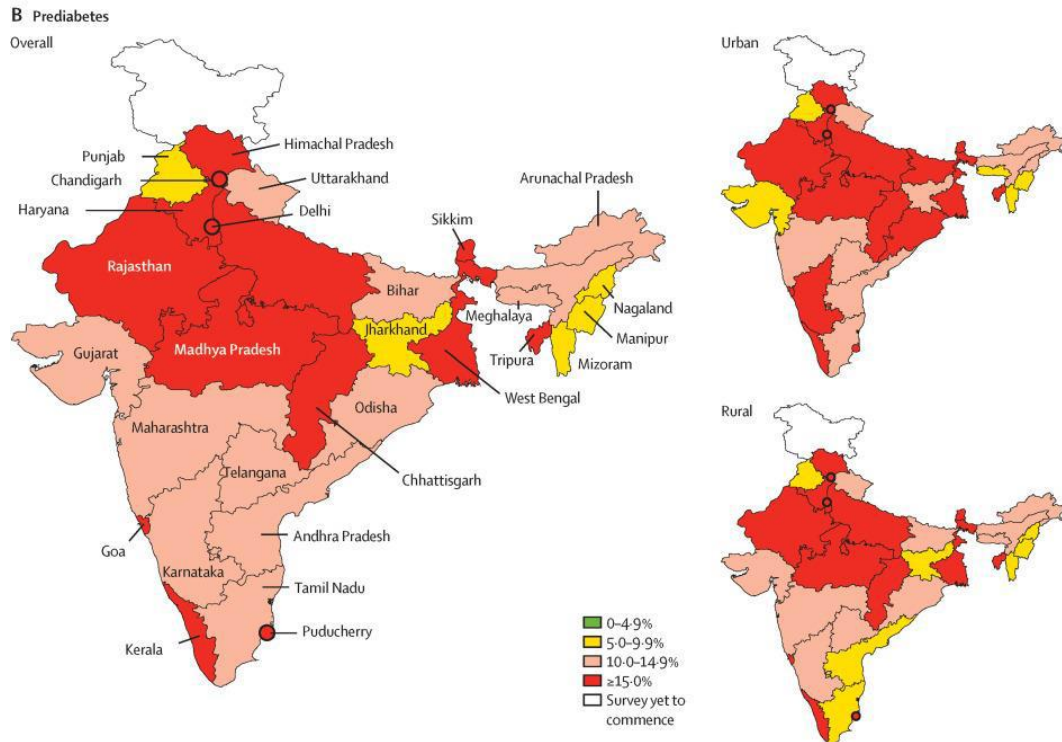 B Prediabetes
Overall
Urban
Himachal Pradesh
Punjab
Chandigarh
Uttarakhand
Arunachal Pradesh
Haryana
Delhi
Sikkim
Rajasthan
Bihar
Nagaland
Meghalaya
Jharkhand
Manipur
Gujarat
Madhya Pradesh
Tripura
Mizoram
West Bengal
Odisha
Rural
Maharashtra
Telangana
Chhattisgarh
Goa
Andhra Pradesh
Karnataka
Tamil Nadu
Kerala
Puducherry
0–4·9%
5·0–9·9%
10·0–14·9%
≥15·0%
Survey yet to
commence